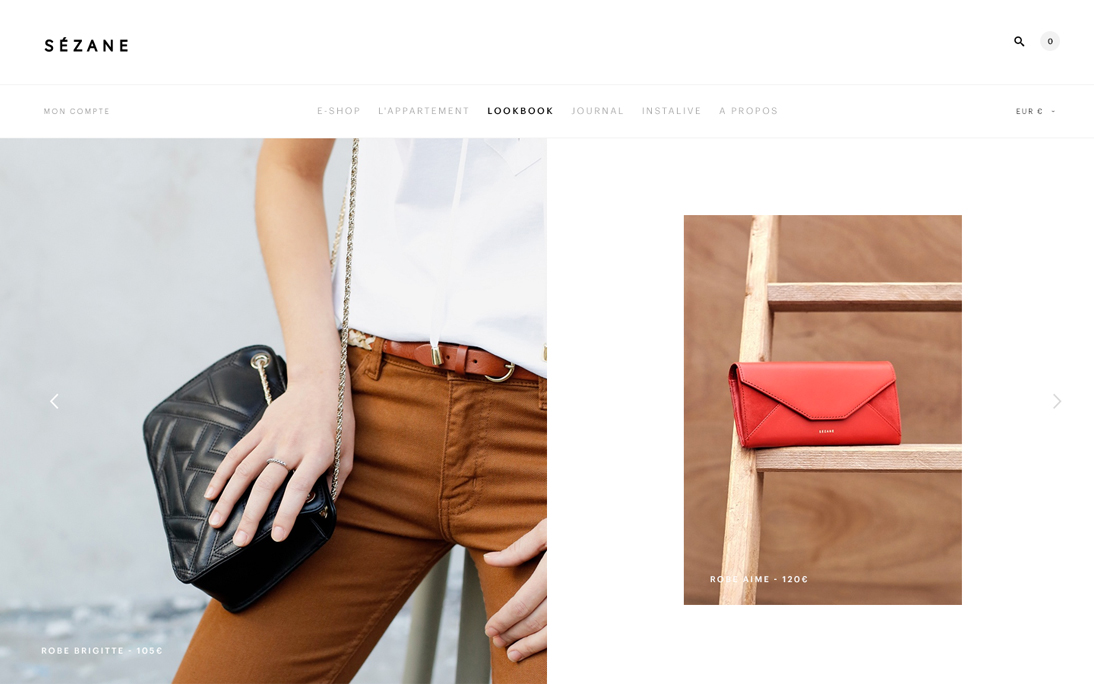 SÉZANE
0
MON COMPTE
E-SHOP L'APPARTEMENT LOOKBOOK JOURNAL INSTALIVE A PROPOS
EUR €
SÉZANE
ROBE AIME - 120€
ROBE BRIGITTE - 105€